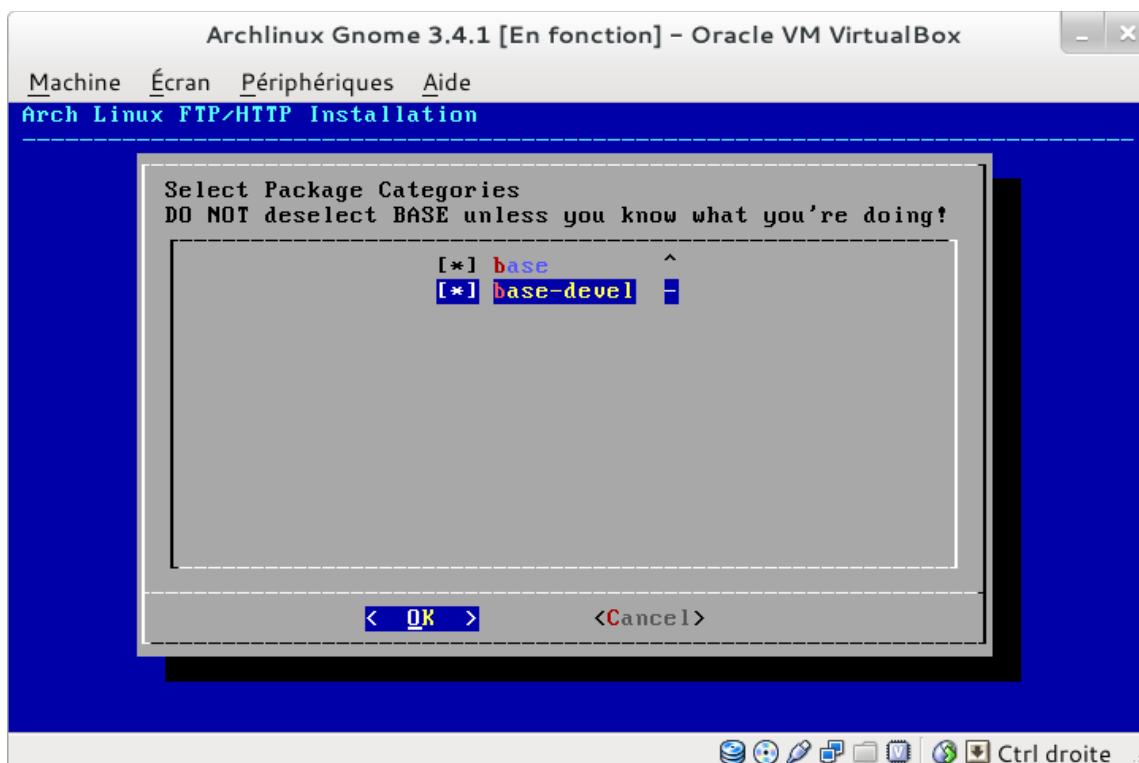 Archlinux Gnome 3.4.1 [En fonction] – Oracle VM VirtualBox
Machine Écran Périphériques Aide
Arch Linux FTP/HTTP Installation
Select Package Categories
DO NOT deselect BASE unless you know what you're doing!
[*] base ^
[*] base-devel -
< OK > <Cancel>
Ctrl droite